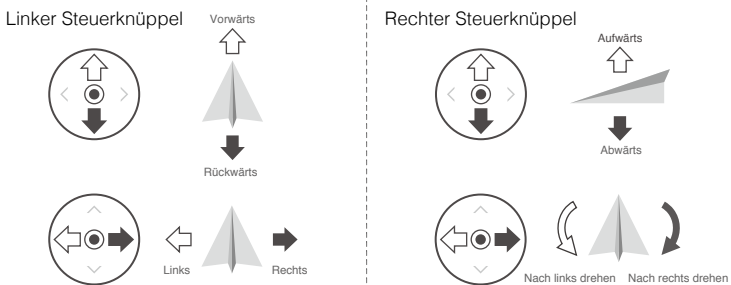 Linker Steuerknüppel
Vorwärts
Rückwärts
Links
Rechts
Rechter Steuerknüppel
Aufwärts
Abwärts
Nach links drehen
Nach rechts drehen